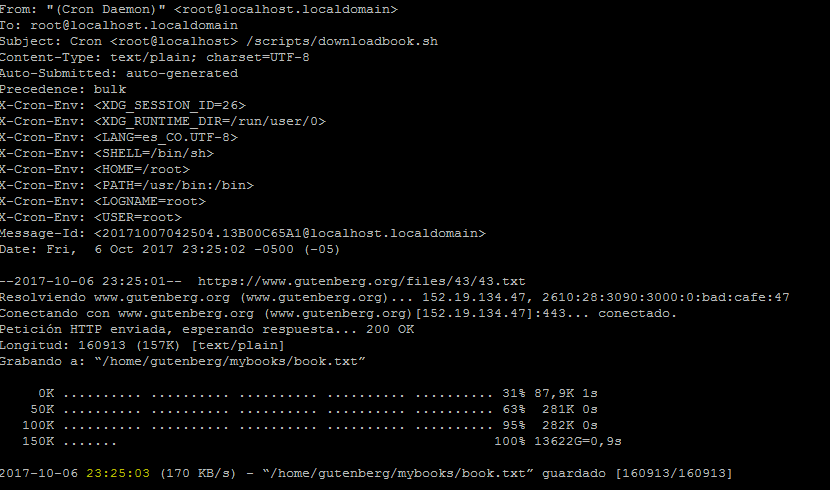 From: "(Cron Daemon)" <root@localhost.localdomain>
To: root@localhost.localdomain
Subject: Cron <root@localhost> /scripts/downloadbook.sh
Content-Type: text/plain; charset=UTF-8
Auto-Submitted: auto-generated
Precedence: bulk
X-Cron-Env: <XDG_SESSION_ID=26>
X-Cron-Env: <XDG_RUNTIME_DIR=/run/user/0>
X-Cron-Env: <LANG=es_CO.UTF-8>
X-Cron-Env: <SHELL=/bin/sh>
X-Cron-Env: <HOME=/root>
X-Cron-Env: <PATH=/usr/bin:/bin>
X-Cron-Env: <LOGNAME=root>
X-Cron-Env: <USER=root>
Message-Id: <20171007042504.13B00C65A1@localhost.localdomain>
Date: Fri,  6 Oct 2017 23:25:02 -0500 (-05)
--2017-10-06 23:25:01--  https://www.gutenberg.org/files/43/43.txt
Resolviendo www.gutenberg.org (www.gutenberg.org)... 152.19.134.47, 2610:28:3090:3000:0:bad:cafe:47
Conectando con www.gutenberg.org (www.gutenberg.org)[152.19.134.47]:443... conectado.
Petición HTTP enviada, esperando respuesta... 200 OK
Longitud: 160913 (157K) [text/plain]
Grabando a: “/home/gutenberg/mybooks/book.txt”
0K .......... .......... .......... .......... .......... 31% 87,9K 1s
50K .......... .......... .......... .......... .......... 63%  281K 0s
100K .......... .......... .......... .......... .......... 95%  282K 0s
150K .......                                               100% 13622G=0,9s
2017-10-06 23:25:03 (170 KB/s) - “/home/gutenberg/mybooks/book.txt” guardado [160913/160913]